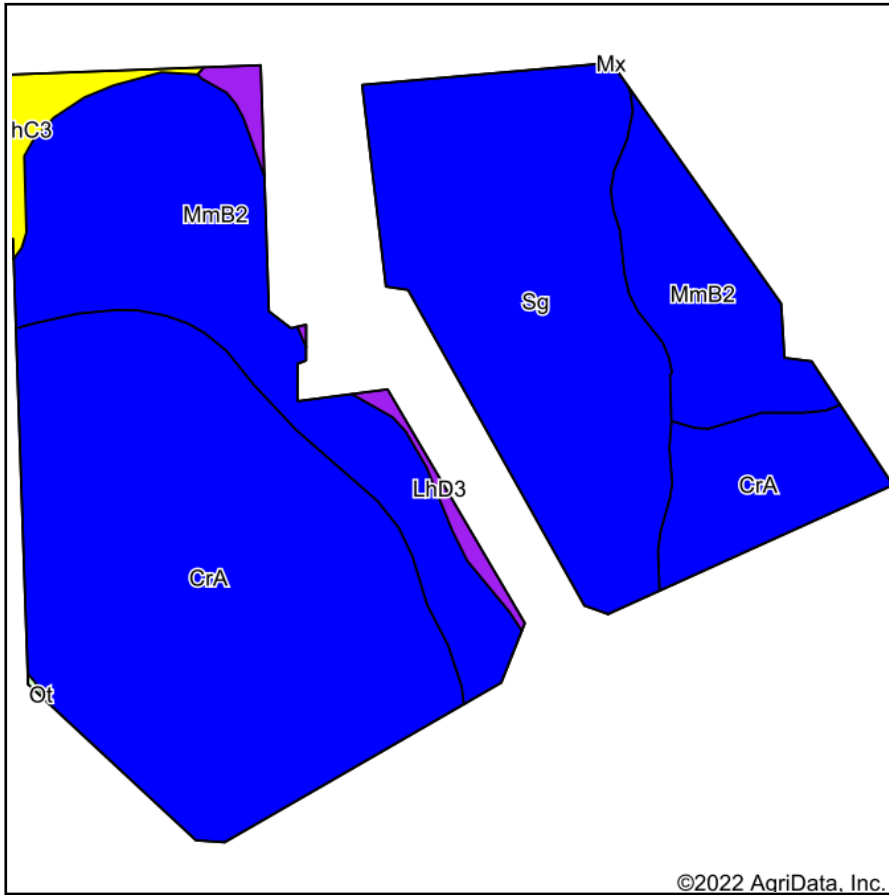 Mx
hC3
MmB2
MmB2
Sg
LhD3
CrA
CrA
Ot
©2022 AgriData, Inc.